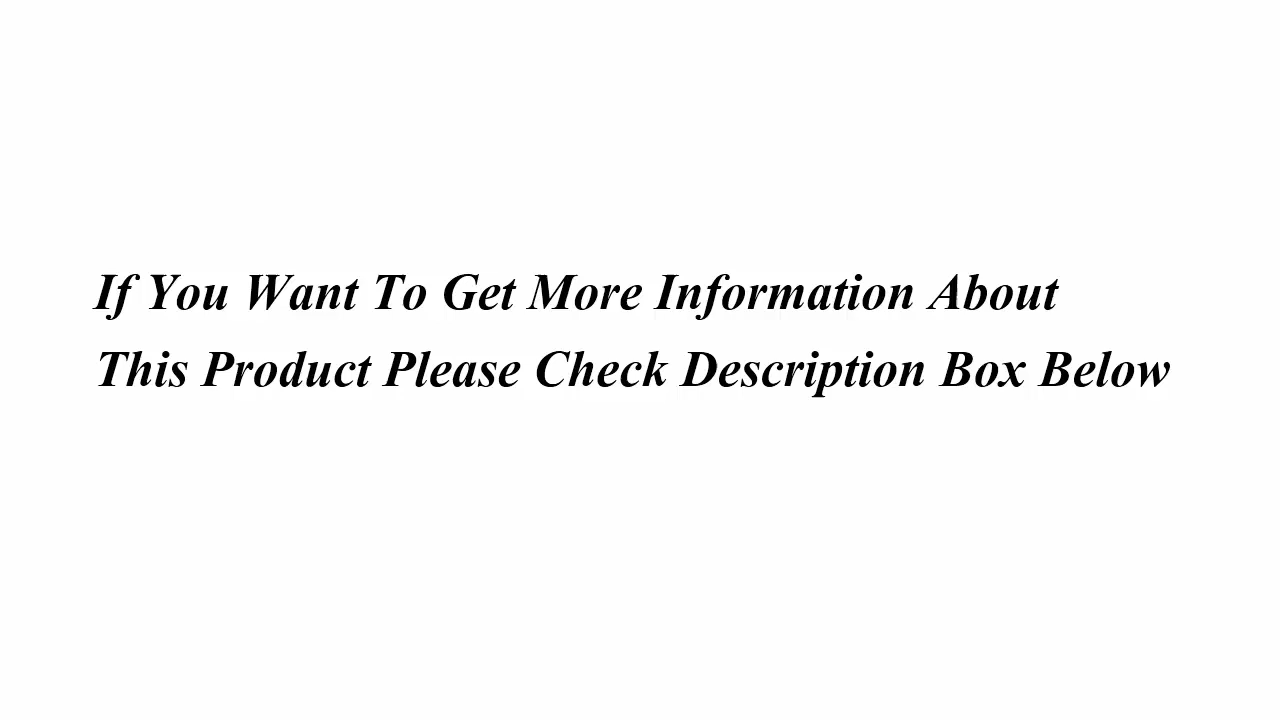 If You Want To Get More Information About
This Product Please Check Description Box Below